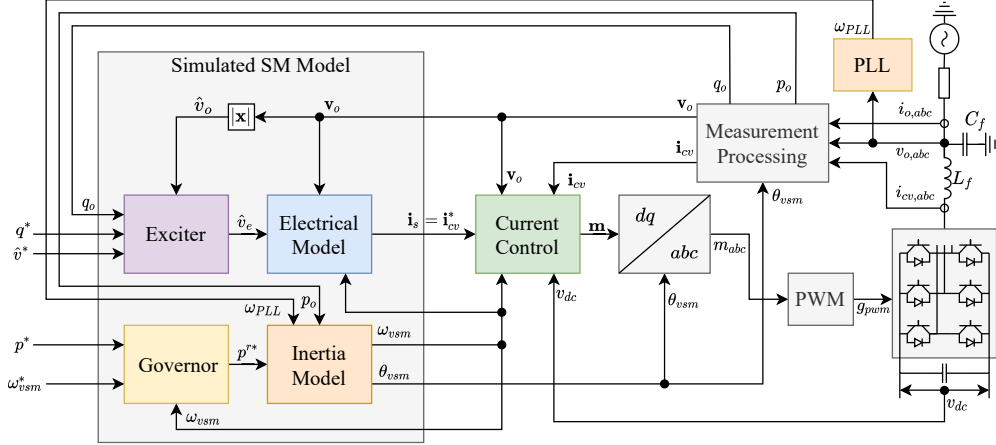 ω_PLL
PLL
Simulated SM Model
q_o
p_o
v̂_o
|x|
v_o
v_o
Measurement
Processing
i_o,abc
C_f
v_o,abc
i_cv
L_f
i_cv,abc
v_o
i_cv
θ_vsm
q_o
q*
v̂*
Exciter
v̂_e
Electrical
Model
i_s = i*_cv
Current
Control
m
dq
abc
m_abc
PWM
g_pwm
v_dc
θ_vsm
ω_PLL
p_o
ω_vsm
p*
ω*_vsm
Governor
p^r*
Inertia
Model
θ_vsm
ω_vsm
v_dc